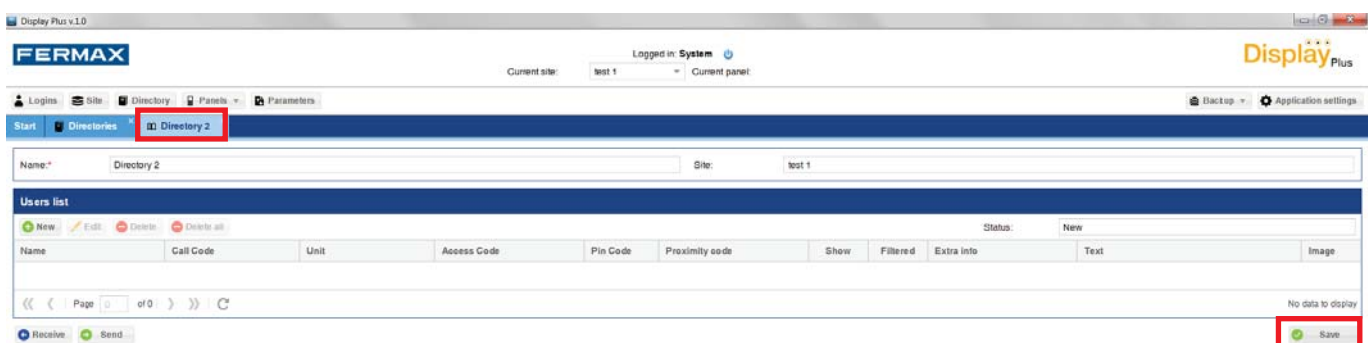 Display Plus v.1.0
FERMAX
Logged in: System
Display Plus
Current site: test 1 Current panel:
Logins Site Directory Panels Parameters Backup Application settings
Start Directories Directory 2
Name:* Directory 2 Site: test 1
Users list
New Edit Delete Delete all Status: New
Name Call Code Unit Access Code Pin Code Proximity code Show Filtered Extra info Text Image
Page 0 of 0 No data to display
Receive Send Save